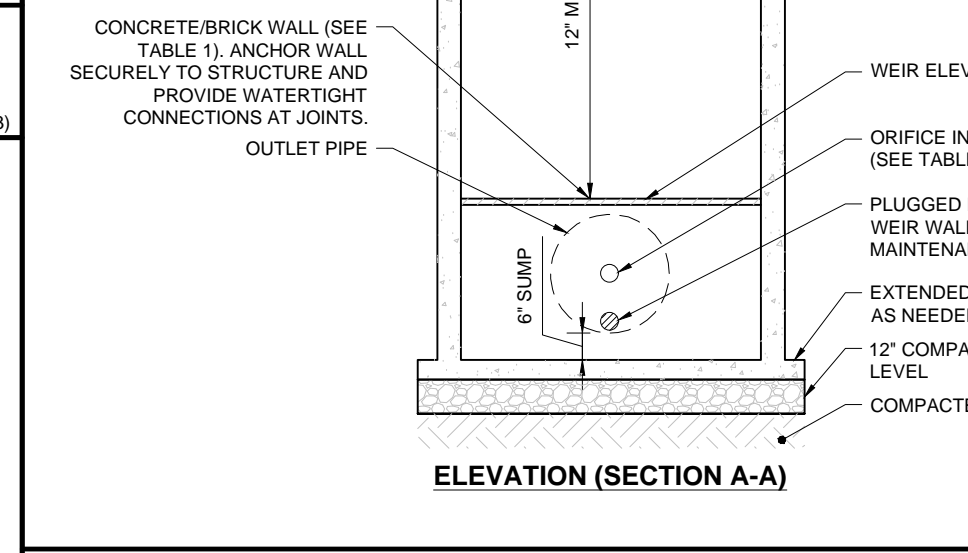 3)
CONCRETE/BRICK WALL (SEE
TABLE 1). ANCHOR WALL
SECURELY TO STRUCTURE AND
PROVIDE WATERTIGHT
CONNECTIONS AT JOINTS.
OUTLET PIPE
12" M
6" SUMP
WEIR ELEV
ORIFICE IN
(SEE TABLE
PLUGGED
WEIR WALL
MAINTENA
EXTENDED
AS NEEDED
12" COMPA
LEVEL
COMPACTE
ELEVATION (SECTION A-A)